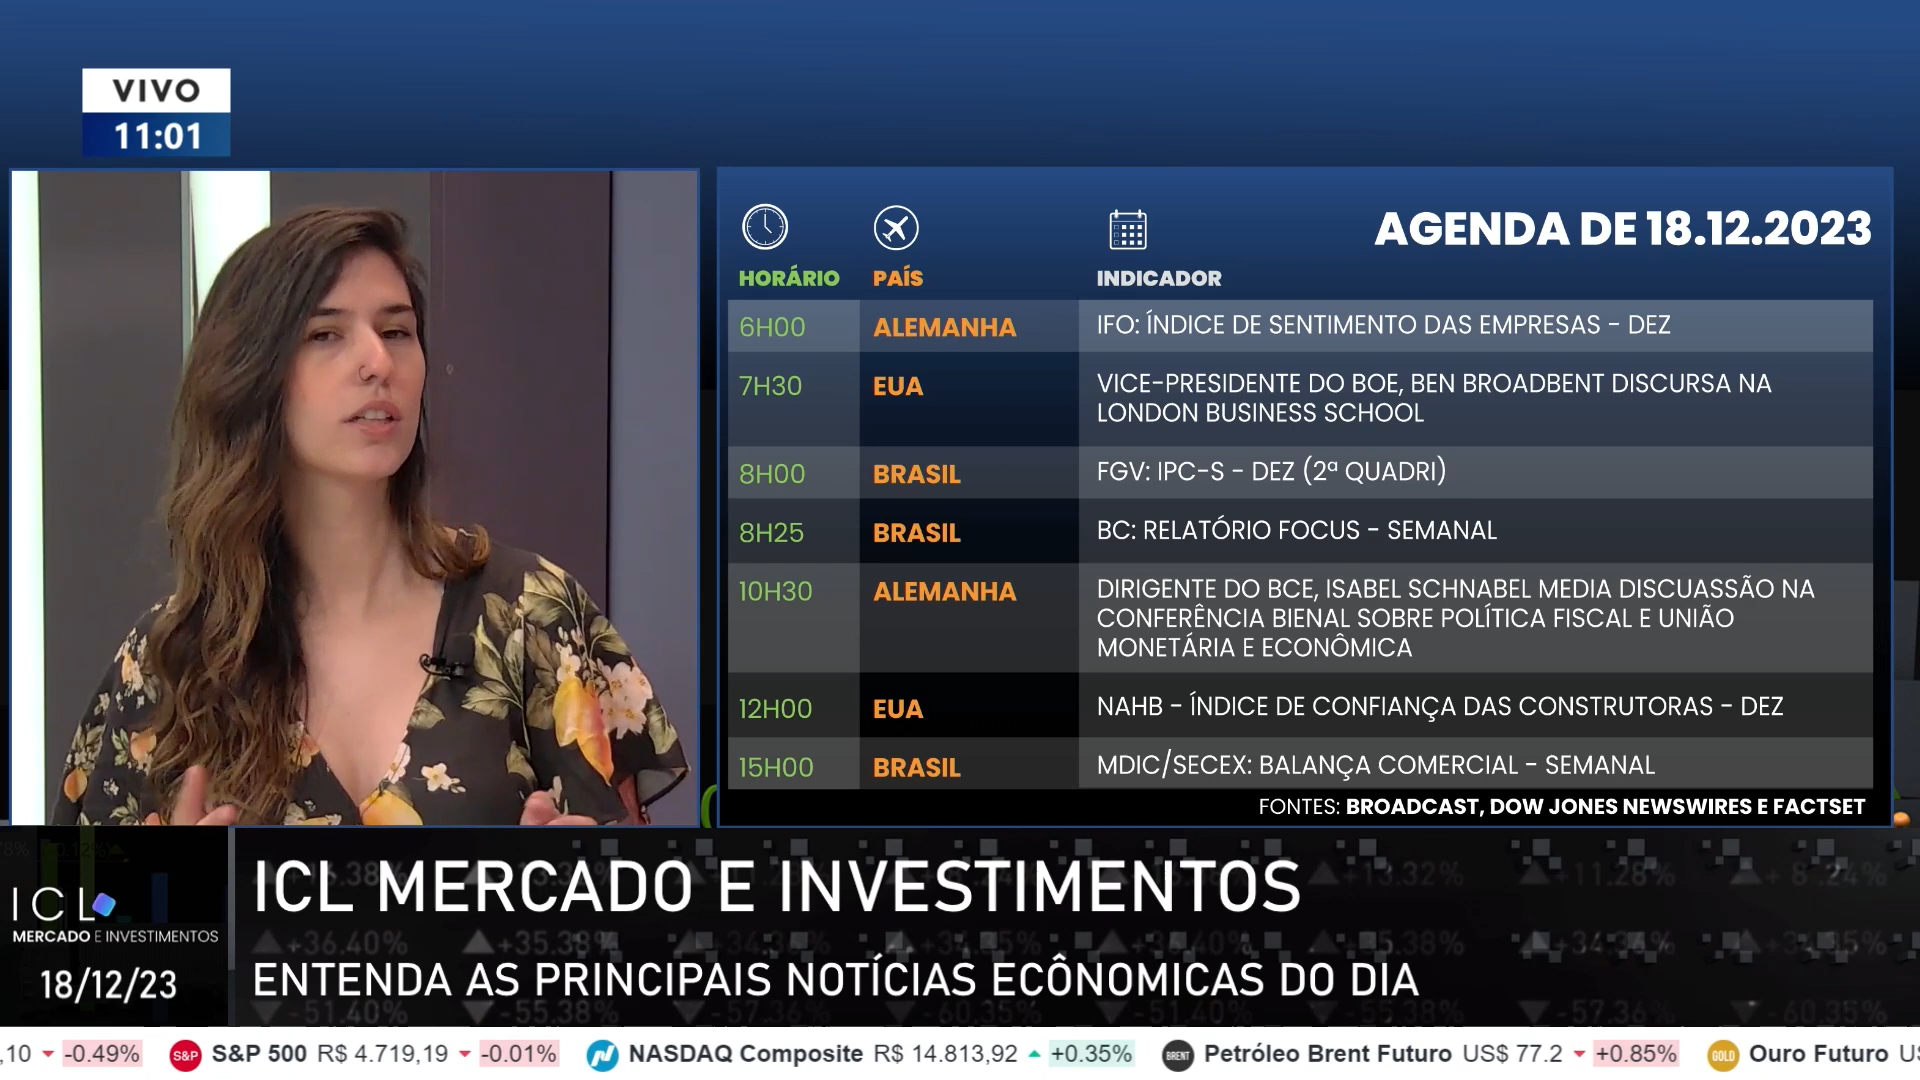 VIVO
11:01
AGENDA DE 18.12.2023
HORÁRIO PAÍS INDICADOR
6H00 ALEMANHA IFO: ÍNDICE DE SENTIMENTO DAS EMPRESAS - DEZ
7H30 EUA VICE-PRESIDENTE DO BOE, BEN BROADBENT DISCURSA NA
LONDON BUSINESS SCHOOL
8H00 BRASIL FGV: IPC-S - DEZ (2ª QUADRI)
8H25 BRASIL BC: RELATÓRIO FOCUS - SEMANAL
10H30 ALEMANHA DIRIGENTE DO BCE, ISABEL SCHNABEL MEDIA DISCUASSÃO NA
CONFERÊNCIA BIENAL SOBRE POLÍTICA FISCAL E UNIÃO
MONETÁRIA E ECONÔMICA
12H00 EUA NAHB - ÍNDICE DE CONFIANÇA DAS CONSTRUTORAS - DEZ
15H00 BRASIL MDIC/SECEX: BALANÇA COMERCIAL - SEMANAL
FONTES: BROADCAST, DOW JONES NEWSWIRES E FACTSET
ICL MERCADO E INVESTIMENTOS
ICL
MERCADO E INVESTIMENTOS
18/12/23
ENTENDA AS PRINCIPAIS NOTÍCIAS ECÔNOMICAS DO DIA
,10 -0.49% S&P S&P 500 R$ 4.719,19 -0.01% NASDAQ Composite R$ 14.813,92 +0.35% BRENT Petróleo Brent Futuro US$ 77.2 +0.85% GOLD Ouro Futuro